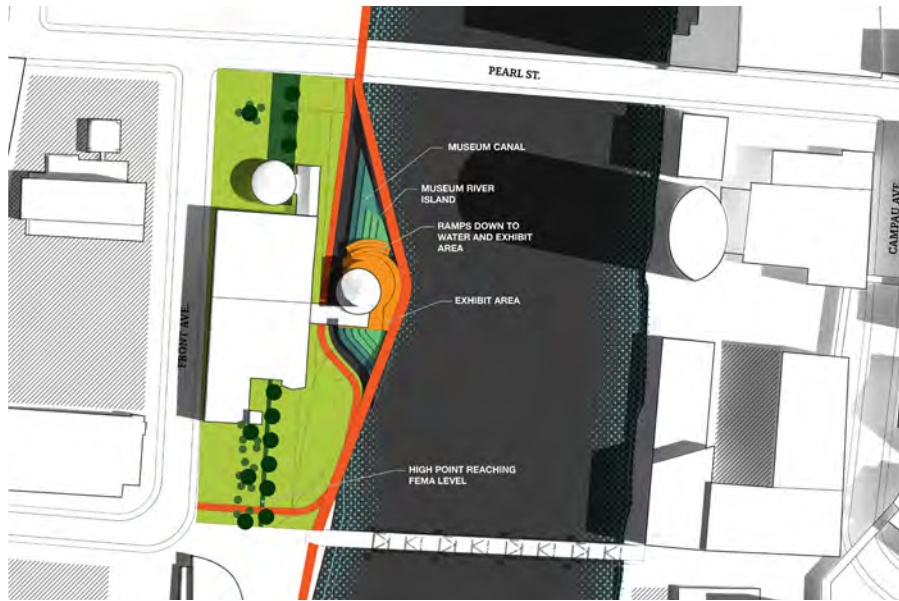 PEARL ST.
MUSEUM CANAL
MUSEUM RIVER
ISLAND
RAMPS DOWN TO
WATER AND EXHIBIT
AREA
CAMPAU AVE.
EXHIBIT AREA
FRONT AVE.
HIGH POINT REACHING
FEMA LEVEL